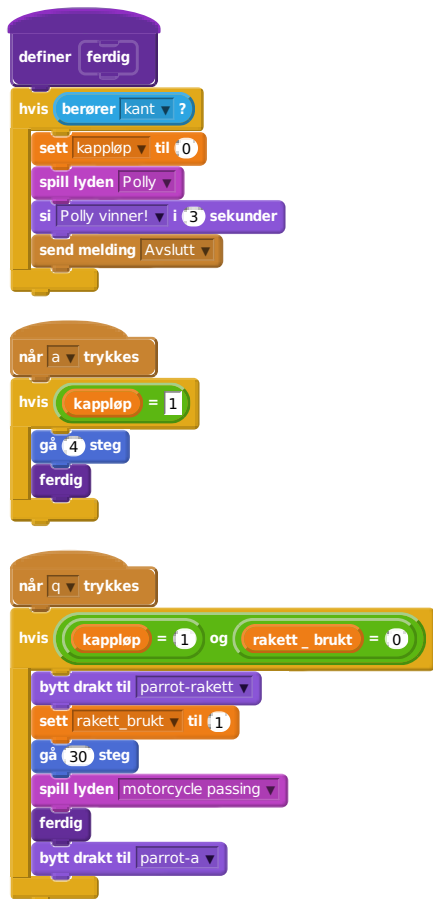 definer ferdig
hvis berører kant ?
sett kappløp til 0
spill lyden Polly
si Polly vinner! i 3 sekunder
send melding Avslutt
når a trykkes
hvis kappløp = 1
gå 4 steg
ferdig
når q trykkes
hvis kappløp = 1 og rakett_brukt = 0
bytt drakt til parrot-rakett
sett rakett_brukt til 1
gå 30 steg
spill lyden motorcycle passing
ferdig
bytt drakt til parrot-a